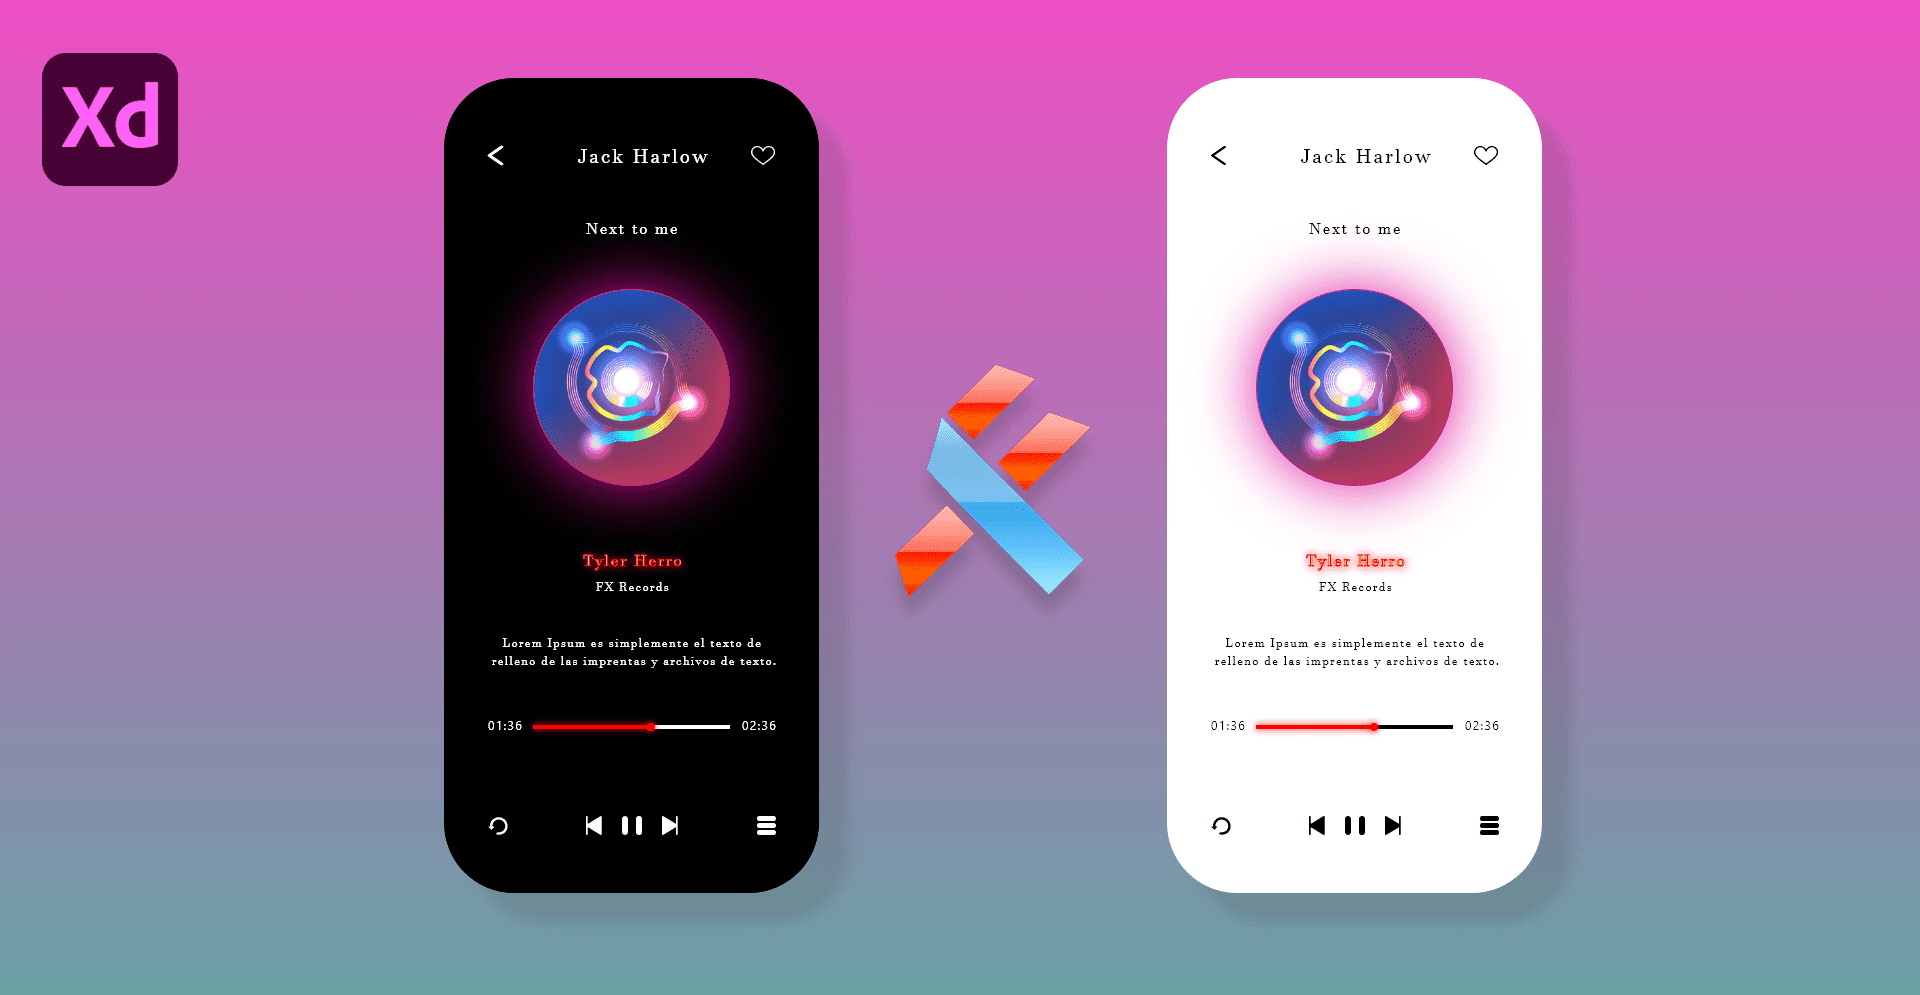 Xd
Jack Harlow
Next to me
Tyler Herro
FX Records
Lorem Ipsum es simplemente el texto de
relleno de las imprentas y archivos de texto.
01:36
02:36
Jack Harlow
Next to me
Tyler Herro
FX Records
Lorem Ipsum es simplemente el texto de
relleno de las imprentas y archivos de texto.
01:36
02:36